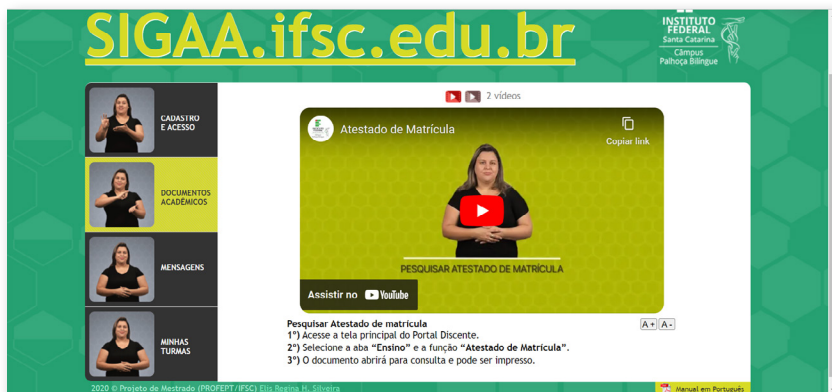 SIGAA.ifsc.edu.br
INSTITUTO
FEDERAL
Santa Catarina
Câmpus
Palhoça Bilíngue
CADASTRO
E ACESSO
DOCUMENTOS
ACADÊMICOS
MENSAGENS
MINHAS
TURMAS
2 vídeos
Atestado de Matrícula
Copiar link
PESQUISAR ATESTADO DE MATRÍCULA
Assistir no YouTube
Pesquisar Atestado de matrícula
A+ A-
1º) Acesse a tela principal do Portal Discente.
2º) Selecione a aba “Ensino” e a função “Atestado de Matrícula”.
3º) O documento abrirá para consulta e pode ser impresso.
2020 © Projeto de Mestrado (PROFEPT/IFSC) Elis Regina H. Silveira
Manual em Português